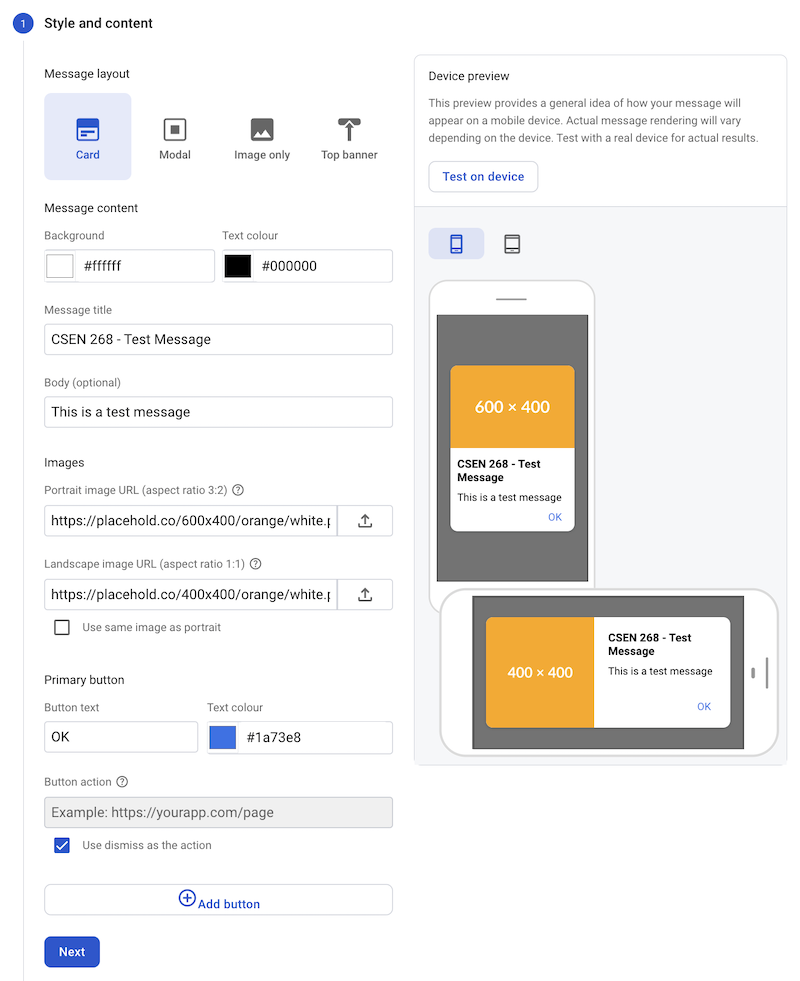 1 Style and content
Message layout
Card
Modal
Image only
Top banner
Message content
Background
Text colour
#ffffff
#000000
Message title
CSEN 268 - Test Message
Body (optional)
This is a test message
Images
Portrait image URL (aspect ratio 3:2) ?
https://placehold.co/600x400/orange/white.p
Landscape image URL (aspect ratio 1:1) ?
https://placehold.co/400x400/orange/white.p
Use same image as portrait
Primary button
Button text
Text colour
OK
#1a73e8
Button action ?
Example: https://yourapp.com/page
Use dismiss as the action
Add button
Next
Device preview
This preview provides a general idea of how your message will
appear on a mobile device. Actual message rendering will vary
depending on the device. Test with a real device for actual results.
Test on device
600 × 400
CSEN 268 - Test
Message
This is a test message
OK
400 × 400
CSEN 268 - Test
Message
This is a test message
OK